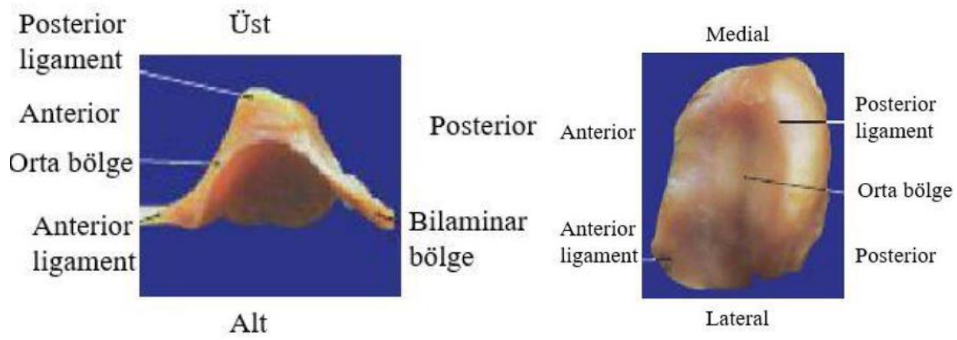 Posterior
ligament
Üst
Anterior
Orta bölge
Anterior
ligament
Alt
Posterior
Bilaminar
bölge
Medial
Anterior
Posterior
ligament
Orta bölge
Anterior
ligament
Posterior
Lateral